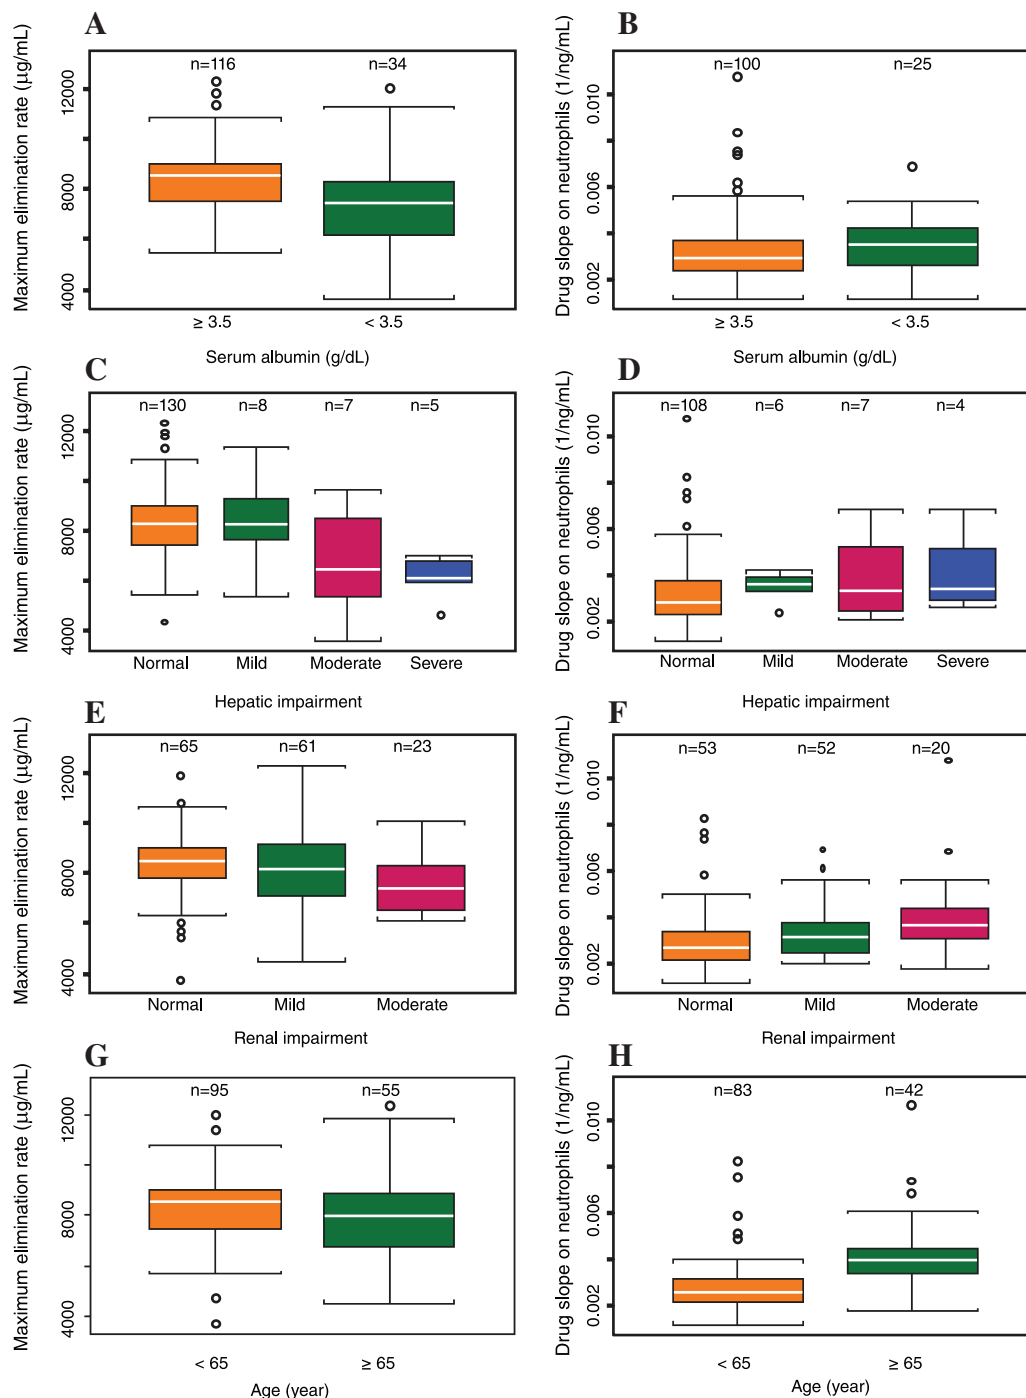 A
Maximum elimination rate (μg/mL)
12000
8000
4000
n=116
n=34
≥ 3.5
< 3.5
Serum albumin (g/dL)
B
Drug slope on neutrophils (1/ng/mL)
0.010
0.006
0.002
n=100
n=25
≥ 3.5
< 3.5
Serum albumin (g/dL)
C
Maximum elimination rate (μg/mL)
12000
8000
4000
n=130
n=8
n=7
n=5
Normal
Mild
Moderate
Severe
Hepatic impairment
D
Drug slope on neutrophils (1/ng/mL)
0.010
0.006
0.002
n=108
n=6
n=7
n=4
Normal
Mild
Moderate
Severe
Hepatic impairment
E
Maximum elimination rate (μg/mL)
12000
8000
4000
n=65
n=61
n=23
Normal
Mild
Moderate
Renal impairment
F
Drug slope on neutrophils (1/ng/mL)
0.010
0.006
0.002
n=53
n=52
n=20
Normal
Mild
Moderate
Renal impairment
G
Maximum elimination rate (μg/mL)
12000
8000
4000
n=95
n=55
< 65
≥ 65
Age (year)
H
Drug slope on neutrophils (1/ng/mL)
0.010
0.006
0.002
n=83
n=42
< 65
≥ 65
Age (year)